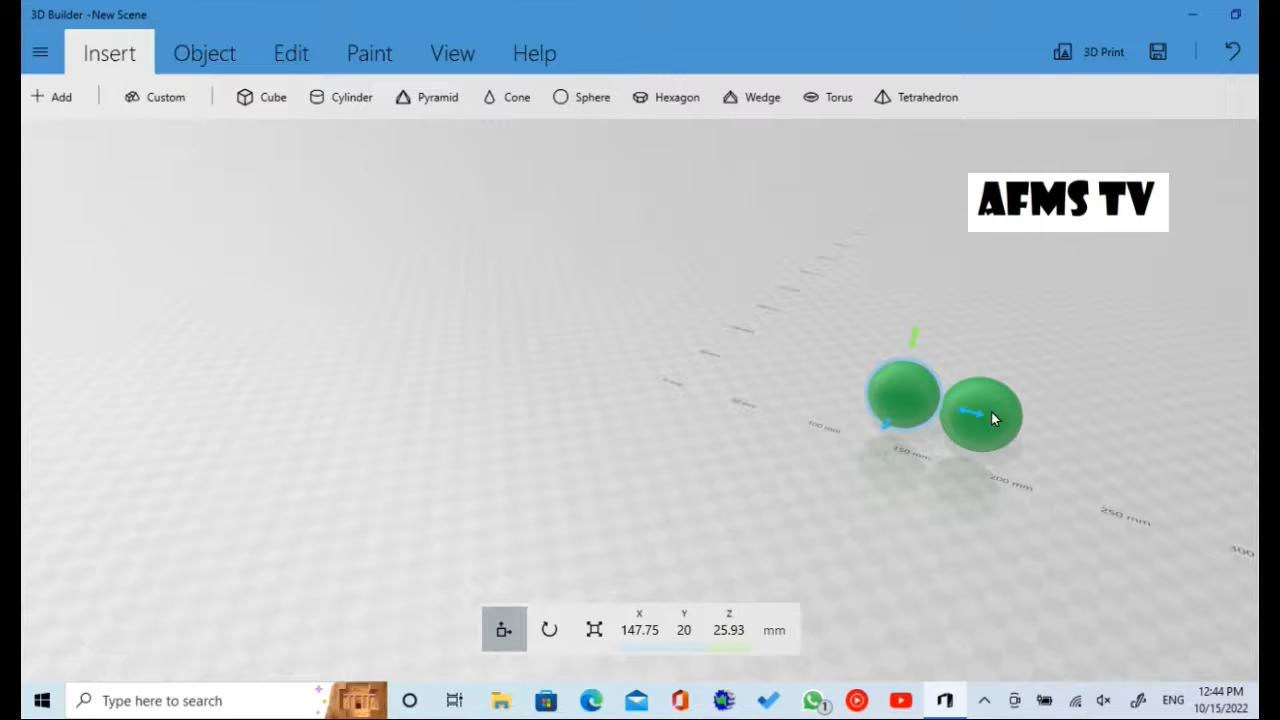 3D Builder -New Scene
Insert Object Edit Paint View Help
3D Print
Add Custom Cube Cylinder Pyramid Cone Sphere Hexagon Wedge Torus Tetrahedron
AFMS TV
100 mm
150 mm
200 mm
250 mm
300
X Y Z
147.75 20 25.93 mm
Type here to search
1
ENG
12:44 PM
10/15/2022